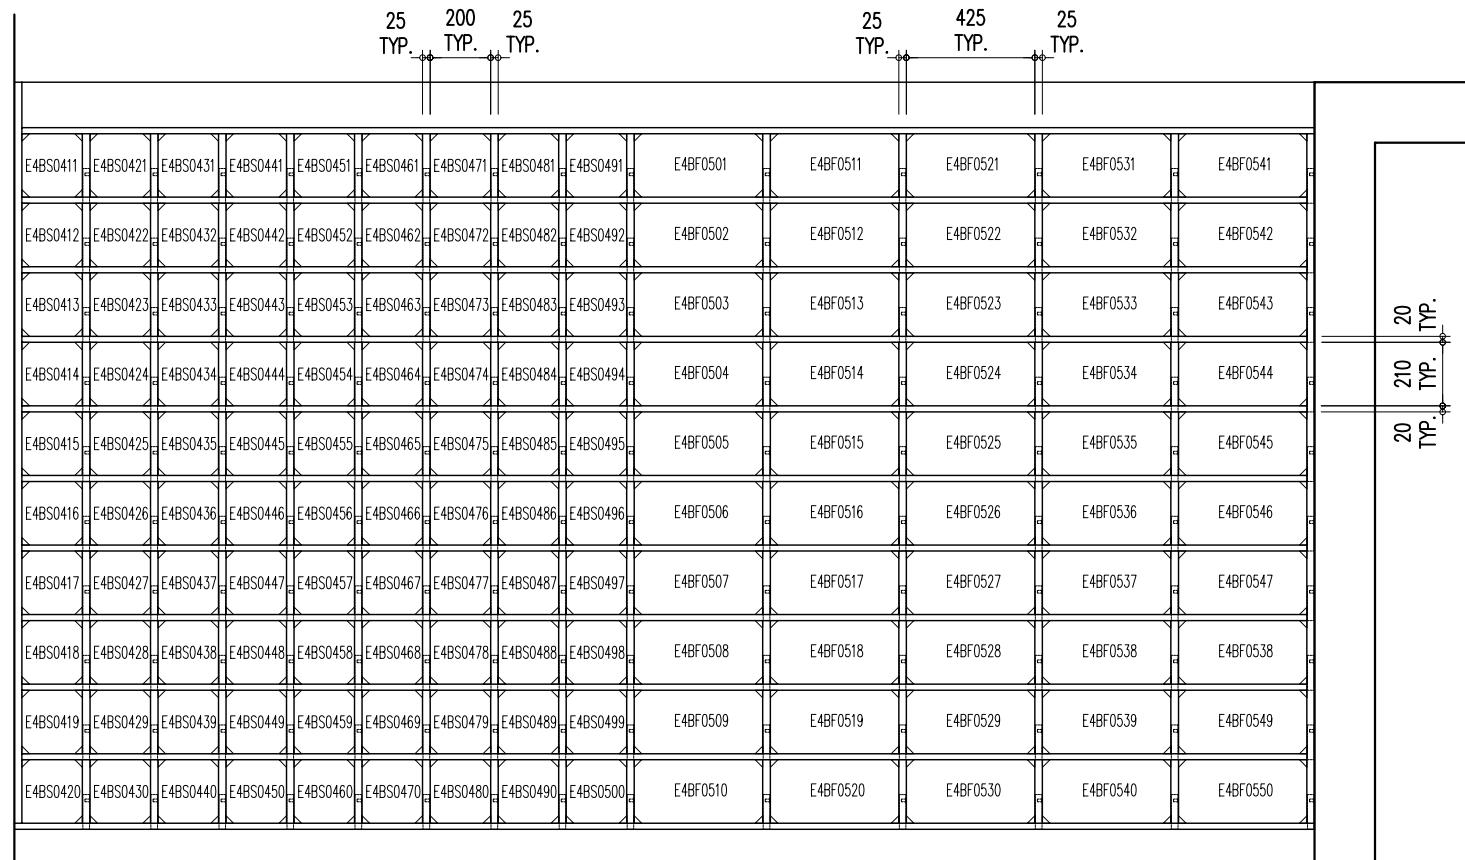 25 200 25 25 425 25
TYP. TYP. TYP. TYP. TYP. TYP.
E4BS0411 E4BS0421 E4BS0431 E4BS0441 E4BS0451 E4BS0461 E4BS0471 E4BS0481 E4BS0491 E4BF0501 E4BF0511 E4BF0521 E4BF0531 E4BF0541
E4BS0412 E4BS0422 E4BS0432 E4BS0442 E4BS0452 E4BS0462 E4BS0472 E4BS0482 E4BS0492 E4BF0502 E4BF0512 E4BF0522 E4BF0532 E4BF0542
E4BS0413 E4BS0423 E4BS0433 E4BS0443 E4BS0453 E4BS0463 E4BS0473 E4BS0483 E4BS0493 E4BF0503 E4BF0513 E4BF0523 E4BF0533 E4BF0543
20
TYP.
E4BS0414 E4BS0424 E4BS0434 E4BS0444 E4BS0454 E4BS0464 E4BS0474 E4BS0484 E4BS0494 E4BF0504 E4BF0514 E4BF0524 E4BF0534 E4BF0544
210
TYP.
E4BS0415 E4BS0425 E4BS0435 E4BS0445 E4BS0455 E4BS0465 E4BS0475 E4BS0485 E4BS0495 E4BF0505 E4BF0515 E4BF0525 E4BF0535 E4BF0545
20
TYP.
E4BS0416 E4BS0426 E4BS0436 E4BS0446 E4BS0456 E4BS0466 E4BS0476 E4BS0486 E4BS0496 E4BF0506 E4BF0516 E4BF0526 E4BF0536 E4BF0546
E4BS0417 E4BS0427 E4BS0437 E4BS0447 E4BS0457 E4BS0467 E4BS0477 E4BS0487 E4BS0497 E4BF0507 E4BF0517 E4BF0527 E4BF0537 E4BF0547
E4BS0418 E4BS0428 E4BS0438 E4BS0448 E4BS0458 E4BS0468 E4BS0478 E4BS0488 E4BS0498 E4BF0508 E4BF0518 E4BF0528 E4BF0538 E4BF0538
E4BS0419 E4BS0429 E4BS0439 E4BS0449 E4BS0459 E4BS0469 E4BS0479 E4BS0489 E4BS0499 E4BF0509 E4BF0519 E4BF0529 E4BF0539 E4BF0549
E4BS0420 E4BS0430 E4BS0440 E4BS0450 E4BS0460 E4BS0470 E4BS0480 E4BS0490 E4BS0500 E4BF0510 E4BF0520 E4BF0530 E4BF0540 E4BF0550